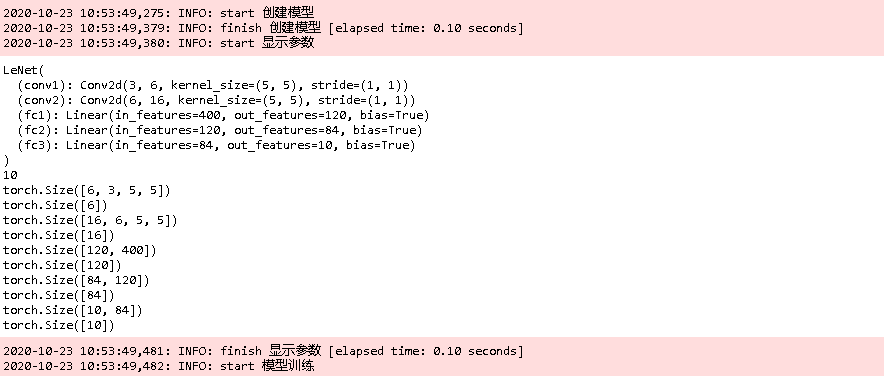 2020-10-23 10:53:49,275: INFO: start 创建模型
2020-10-23 10:53:49,379: INFO: finish 创建模型 [elapsed time: 0.10 seconds]
2020-10-23 10:53:49,380: INFO: start 显示参数
LeNet(
  (conv1): Conv2d(3, 6, kernel_size=(5, 5), stride=(1, 1))
  (conv2): Conv2d(6, 16, kernel_size=(5, 5), stride=(1, 1))
  (fc1): Linear(in_features=400, out_features=120, bias=True)
  (fc2): Linear(in_features=120, out_features=84, bias=True)
  (fc3): Linear(in_features=84, out_features=10, bias=True)
)
10
torch.Size([6, 3, 5, 5])
torch.Size([6])
torch.Size([16, 6, 5, 5])
torch.Size([16])
torch.Size([120, 400])
torch.Size([120])
torch.Size([84, 120])
torch.Size([84])
torch.Size([10, 84])
torch.Size([10])
2020-10-23 10:53:49,481: INFO: finish 显示参数 [elapsed time: 0.10 seconds]
2020-10-23 10:53:49,482: INFO: start 模型训练